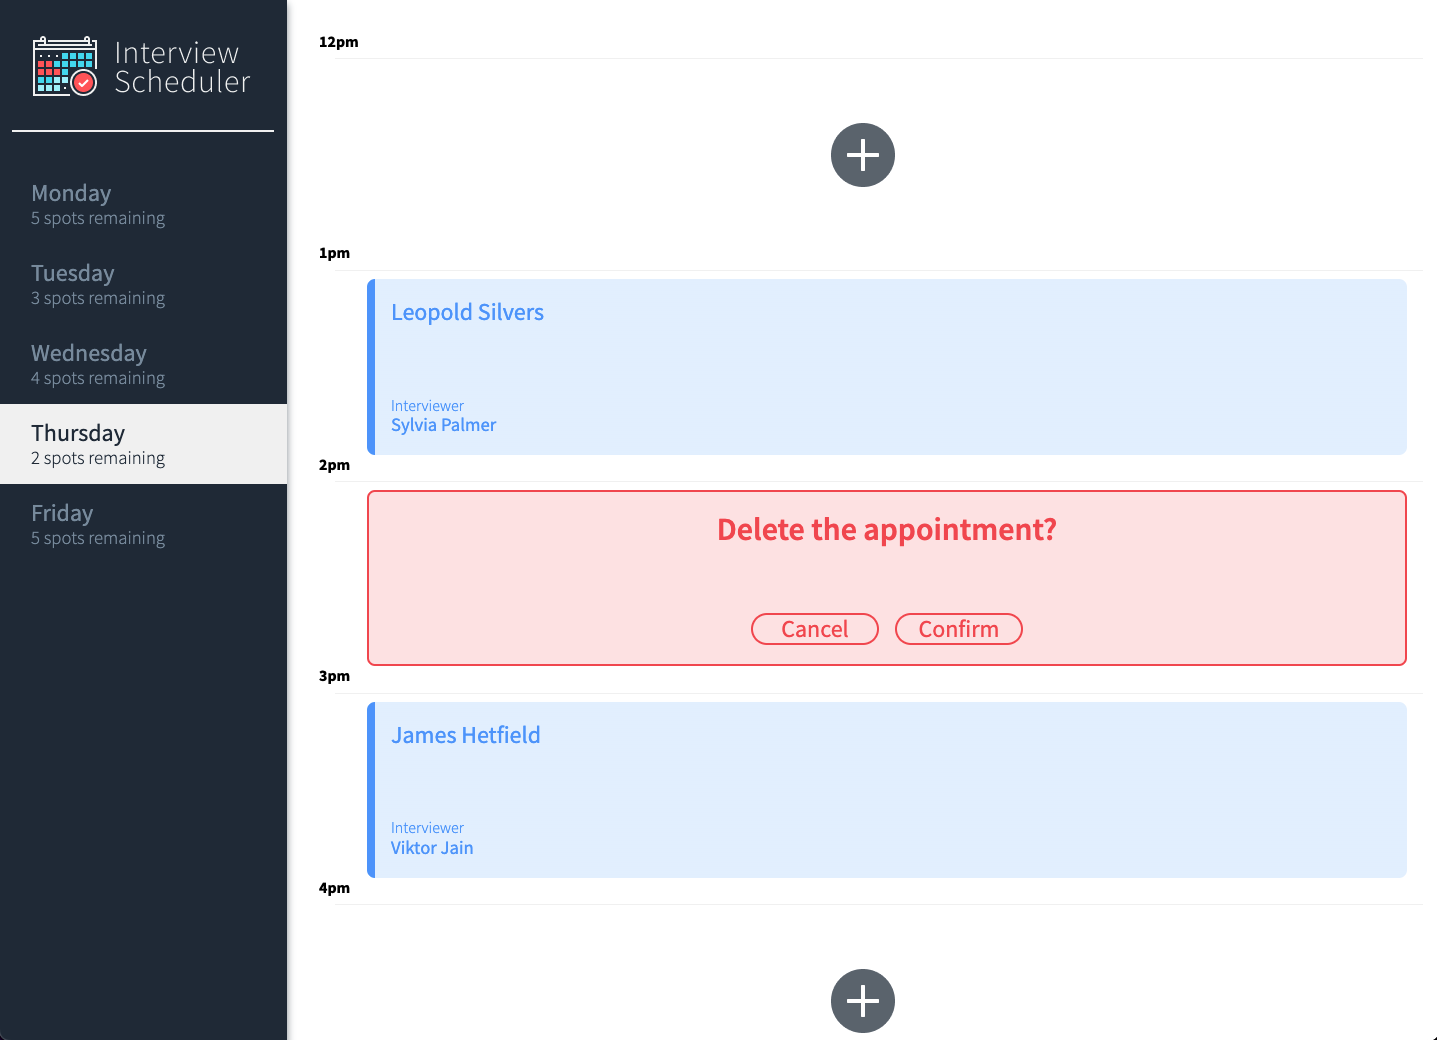 Interview
Scheduler
Monday
5 spots remaining
Tuesday
3 spots remaining
Wednesday
4 spots remaining
Thursday
2 spots remaining
Friday
5 spots remaining
12pm
1pm
Leopold Silvers
Interviewer
Sylvia Palmer
2pm
Delete the appointment?
Cancel Confirm
3pm
James Hetfield
Interviewer
Viktor Jain
4pm